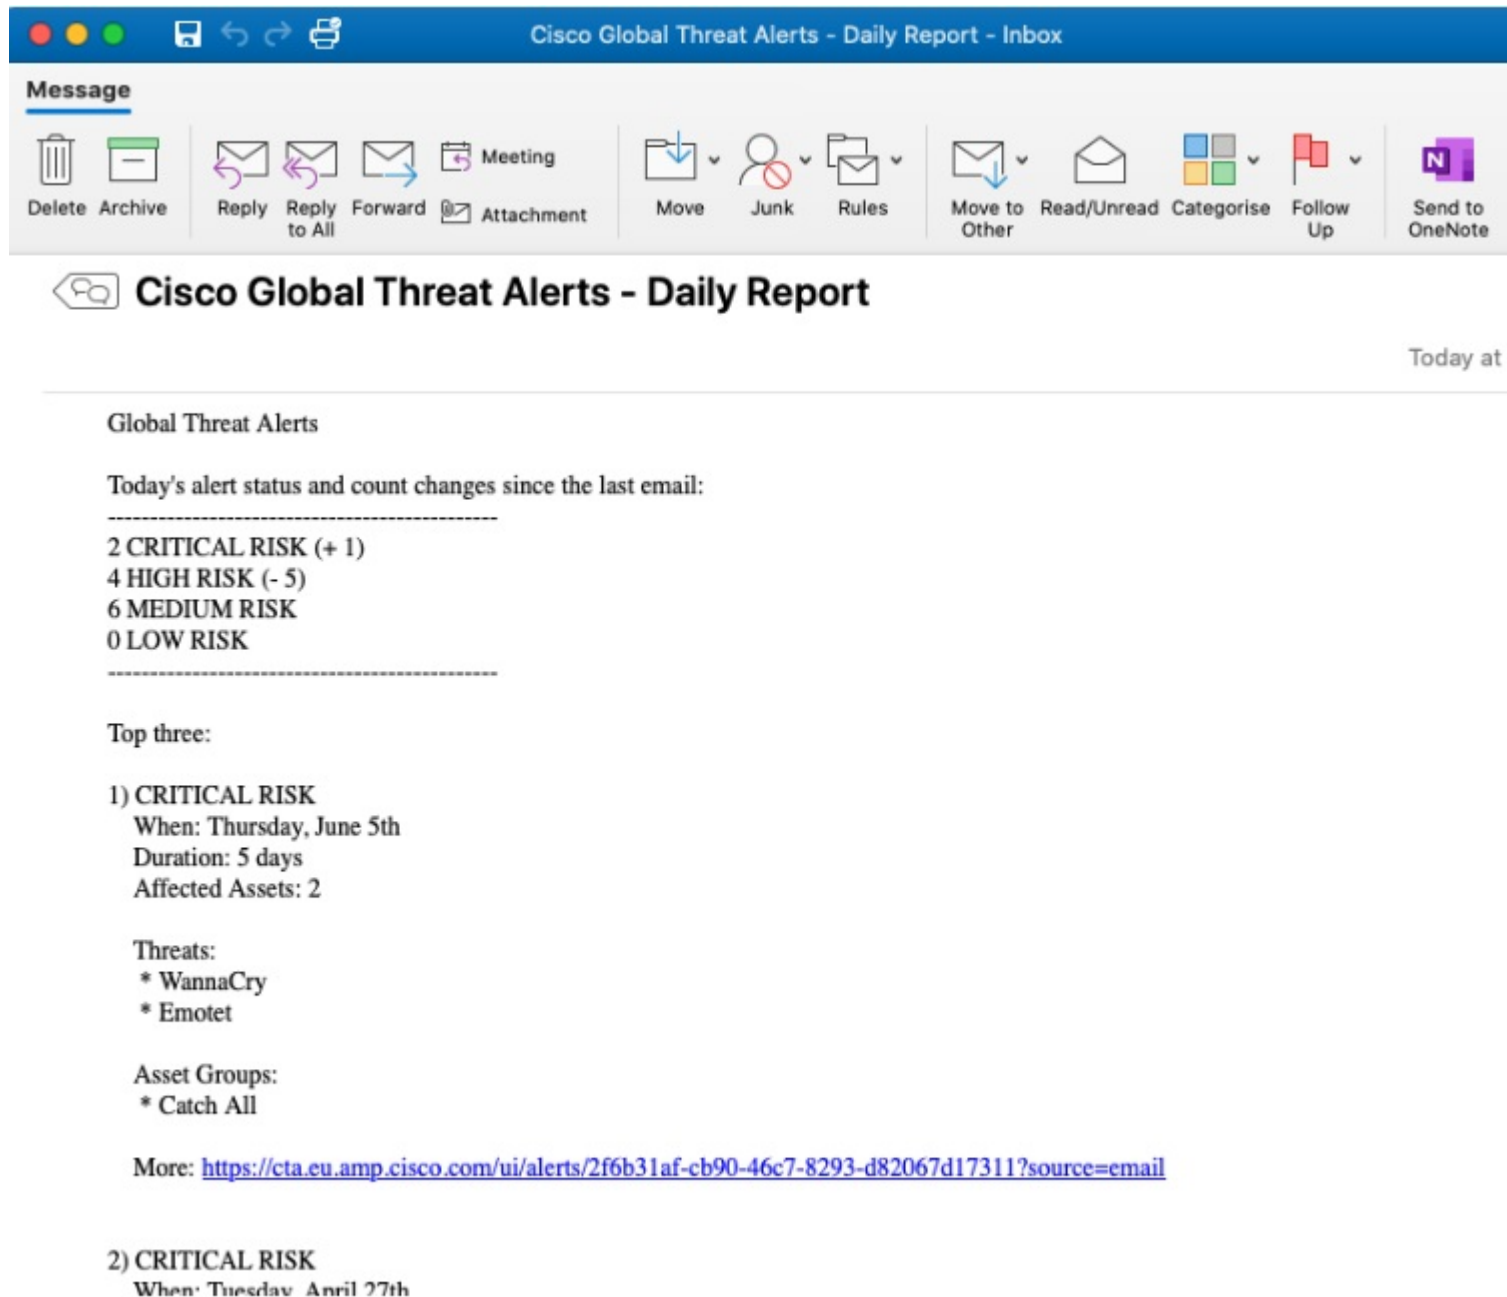 Cisco Global Threat Alerts - Daily Report - Inbox
Message
Delete
Archive
Reply
Reply to All
Forward
Meeting
Attachment
Move
Junk
Rules
Move to Other
Read/Unread
Categorise
Follow Up
N
Send to OneNote
Cisco Global Threat Alerts - Daily Report
Today at
Global Threat Alerts
Today's alert status and count changes since the last email:
-----------------------------------------------
2 CRITICAL RISK (+ 1)
4 HIGH RISK (- 5)
6 MEDIUM RISK
0 LOW RISK
-----------------------------------------------
Top three:
1) CRITICAL RISK
When: Thursday, June 5th
Duration: 5 days
Affected Assets: 2
Threats:
* WannaCry
* Emotet
Asset Groups:
* Catch All
More: https://cta.eu.amp.cisco.com/ui/alerts/2f6b31af-cb90-46c7-8293-d82067d17311?source=email
2) CRITICAL RISK
When: Tuesday, April 27th